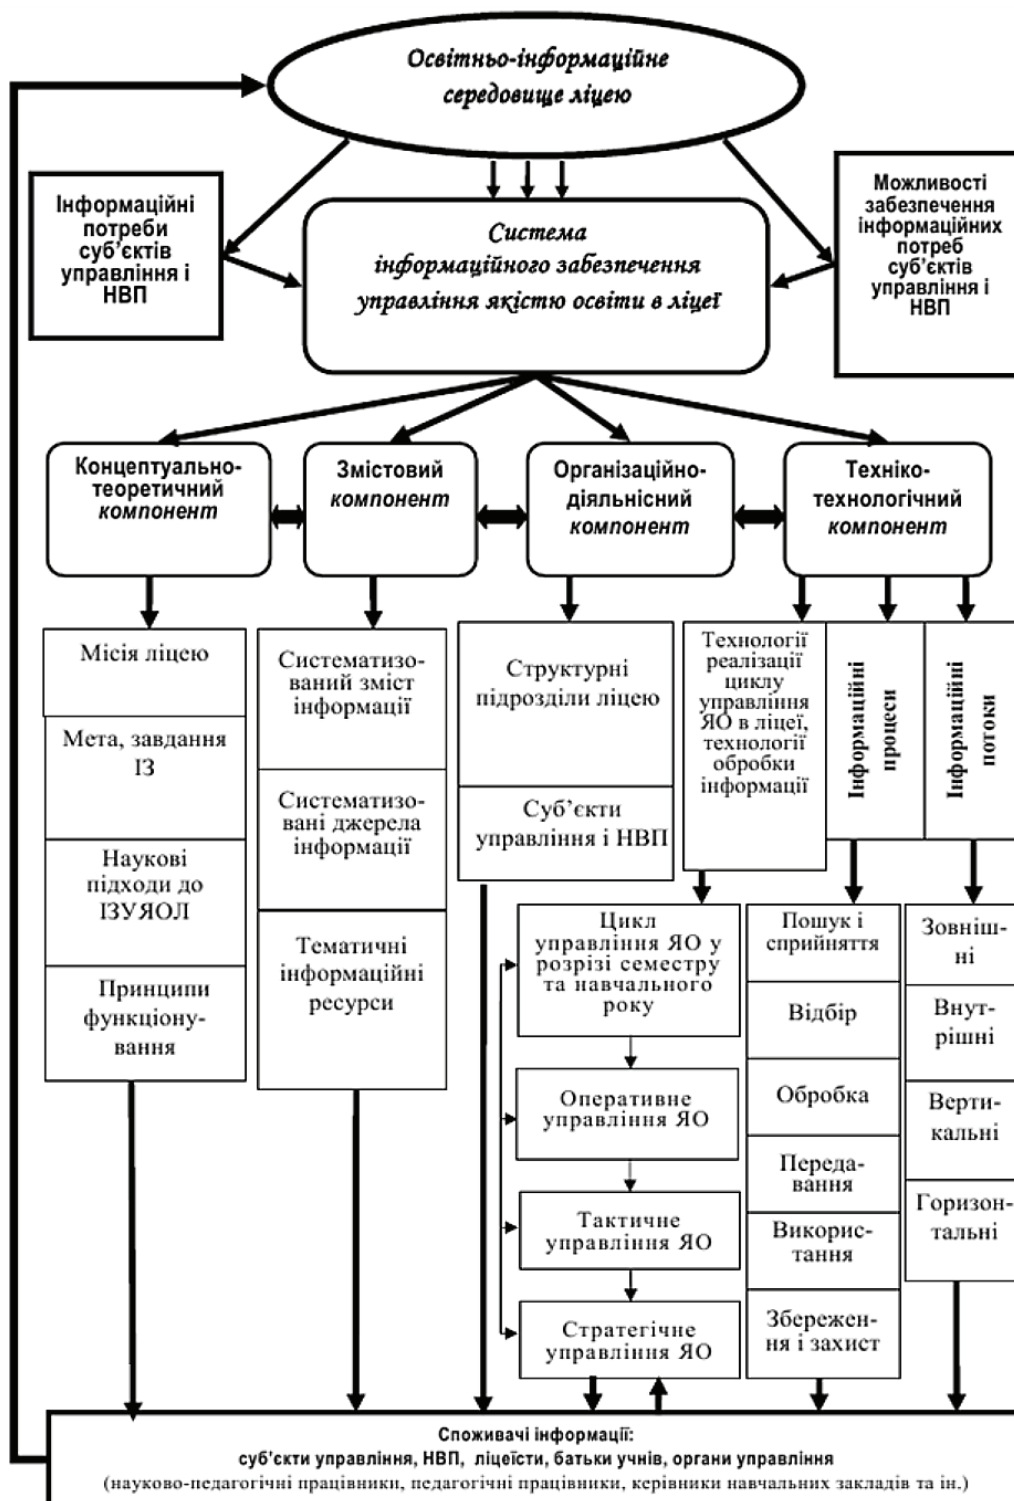 Освітньо-інформаційне
середовище ліцею
Інформаційні
потреби
суб’єктів
управління і
НВП
Система
інформаційного забезпечення
управління якістю освіти в ліцеї
Можливості
забезпечення
інформаційних
потреб
суб’єктів
управління і
НВП
Концептуально-
теоретичний
компонент
Змістовий
компонент
Організаційно-
діяльнісний
компонент
Техніко-
технологічний
компонент
Місія ліцею
Мета, завдання
ІЗ
Наукові
підходи до
ІЗУЯОЛ
Принципи
функціону-
вання
Систематизо-
ований зміст
інформації
Систематизо-
вані джерела
інформації
Тематичні
інформаційні
ресурси
Структурні
підрозділи ліцею
Суб’єкти
управління і НВП
Технології
реалізації
циклу
управління
ЯО в ліцеї,
технології
обробки
інформації
Інформаційні
процеси
Інформаційні
потоки
Цикл
управління ЯО у
розрізі семестру
та навчального
року
Оперативне
управління ЯО
Тактичне
управління ЯО
Стратегічне
управління ЯО
Пошук і
сприйняття
Відбір
Обробка
Переда-
вання
Викорис-
тання
Збережен-
ня і захист
Зовніш-
ні
Внут-
рішні
Верти-
кальні
Горизон-
тальні
Споживачі інформації:
суб’єкти управління, НВП, ліцеїсти, батьки учнів, органи управління
(науково-педагогічні працівники, педагогічні працівники, керівники навчальних закладів та ін.)